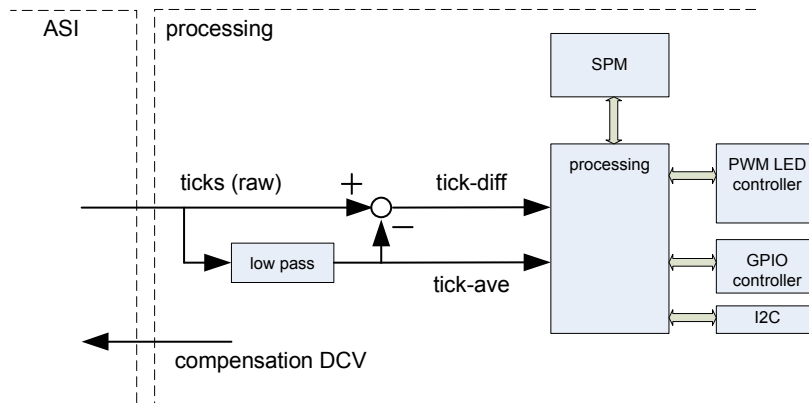 ASI
processing
SPM
processing
PWM LED
controller
ticks (raw)
+
tick-diff
−
low pass
tick-ave
GPIO
controller
I2C
compensation DCV